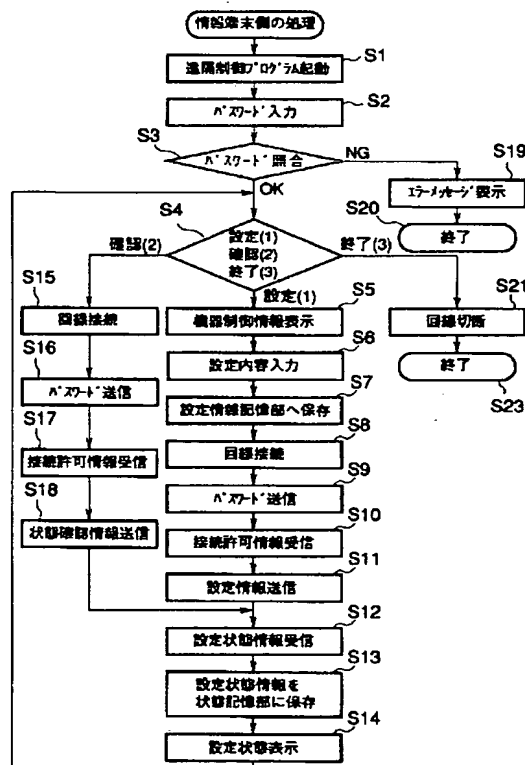 情報端末側の処理
S1
遠隔制御プログラム起動
S2
パスワード入力
S3
パスワード照合
NG
OK
S19
エラーメッセージ表示
S20
終了
S4
設定(1)
確認(2)
終了(3)
確認(2)
終了(3)
設定(1)
S15
回線接続
S5
機器制御情報表示
S21
回線切断
S6
設定内容入力
終了
S23
S16
パスワード送信
S7
設定情報記憶部へ保存
S8
回線接続
S17
接続許可情報受信
S9
パスワード送信
S18
状態確認情報送信
S10
接続許可情報受信
S11
設定情報送信
S12
設定状態情報受信
S13
設定状態情報を
状態記憶部に保存
S14
設定状態表示